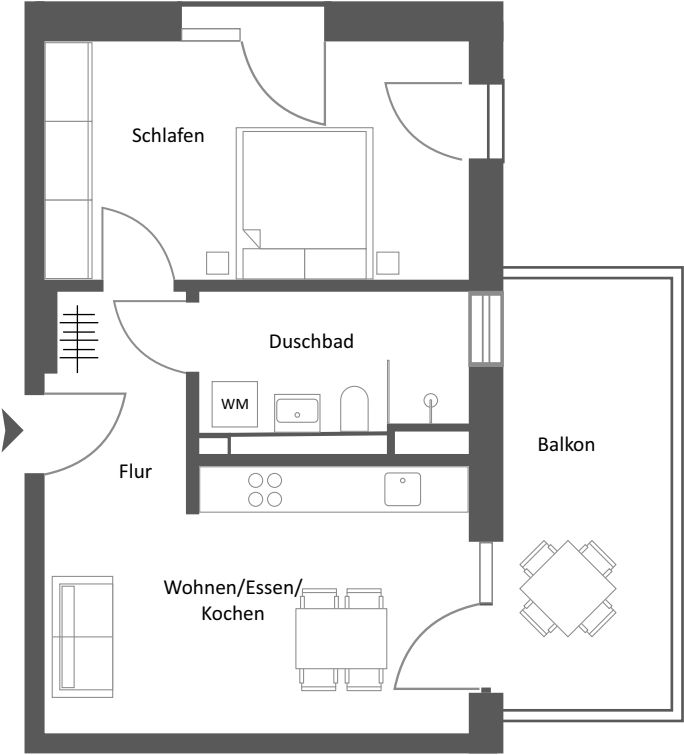 Schlafen
Duschbad
WM
Balkon
Flur
Wohnen/Essen/
Kochen